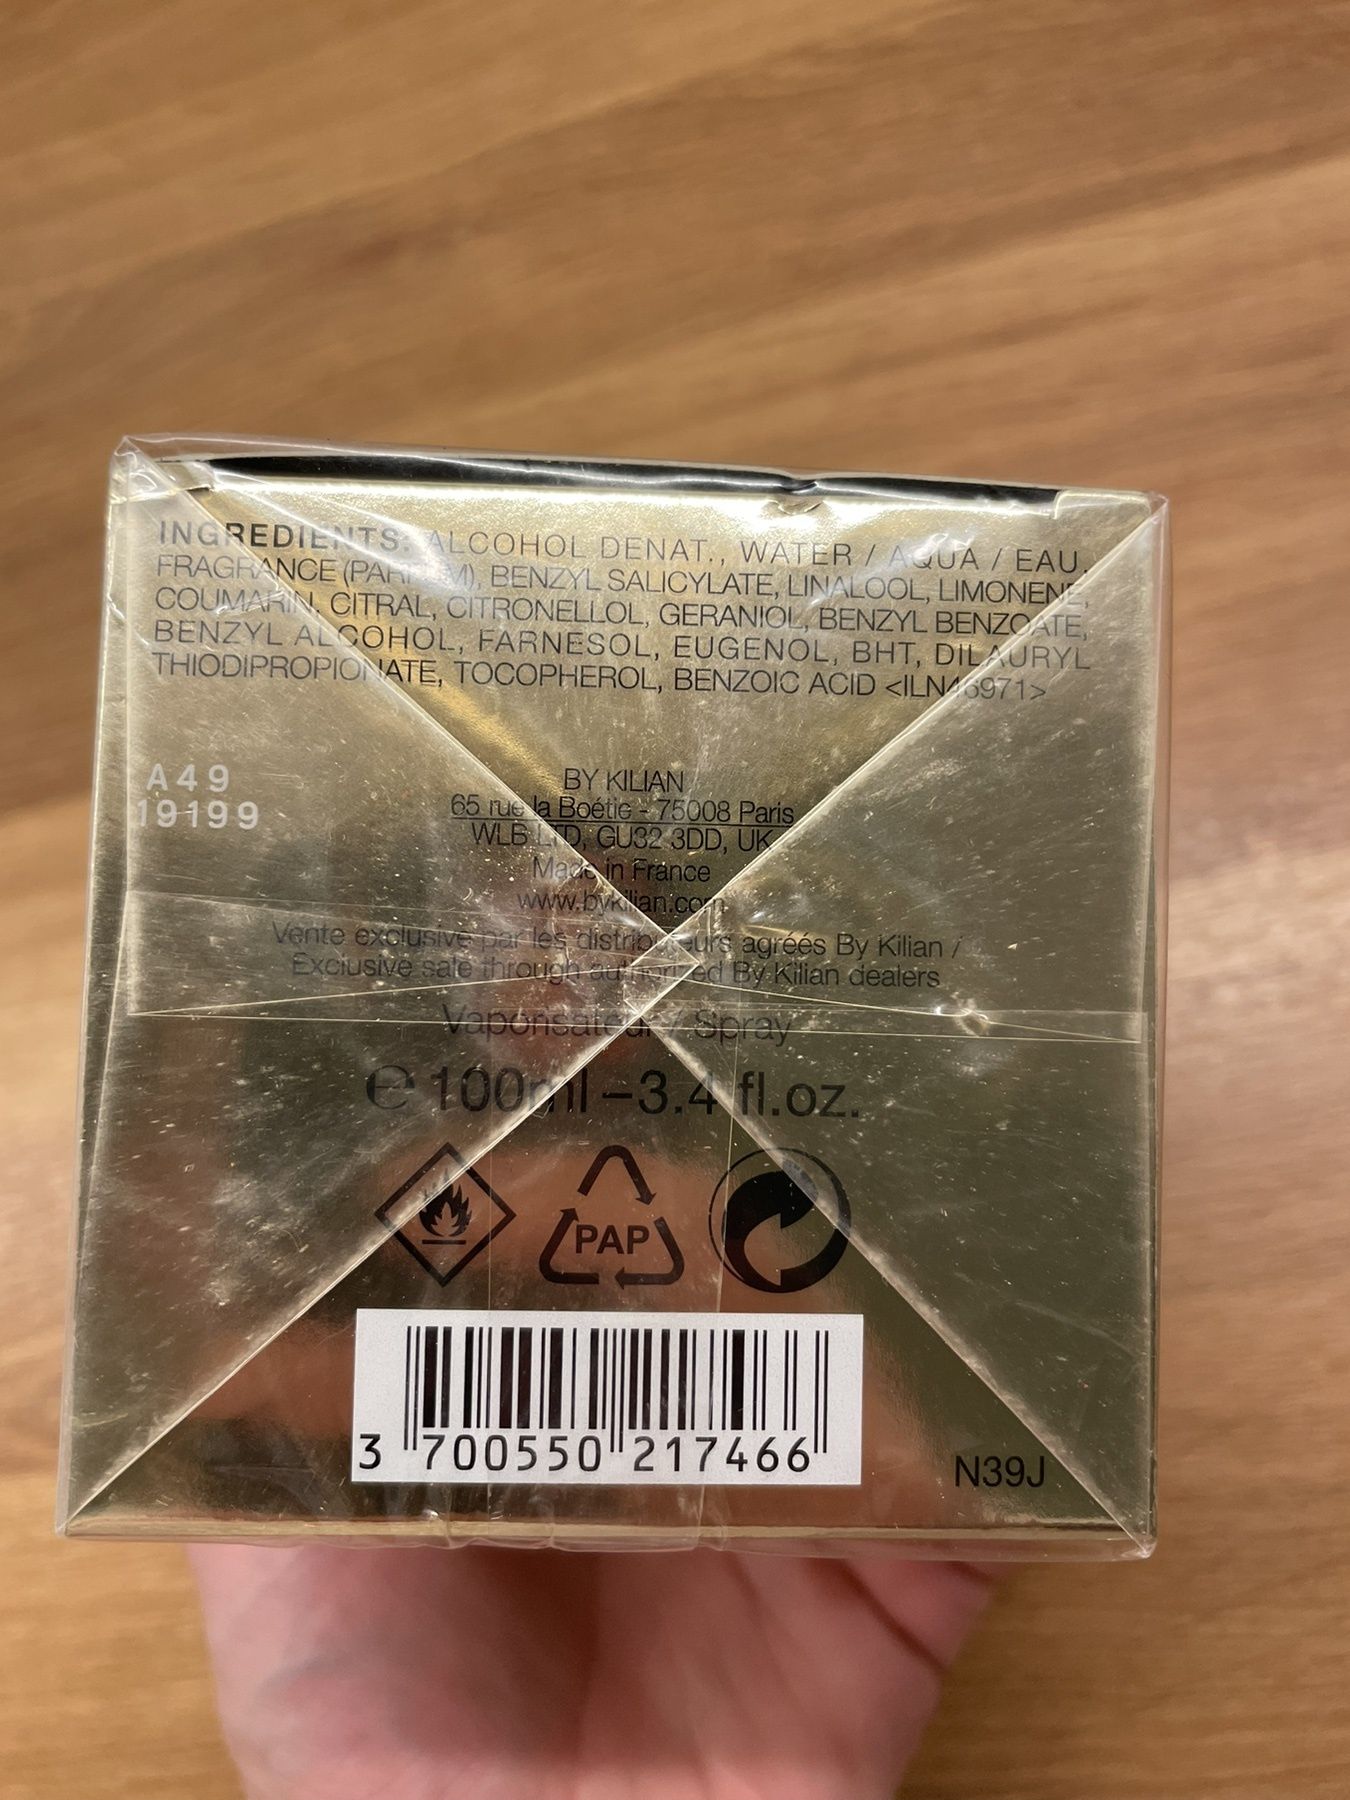 INGREDIENTS: ALCOHOL DENAT., WATER / AQUA / EAU,
FRAGRANCE (PARFUM), BENZYL SALICYLATE, LINALOOL, LIMONENE,
COUMARIN, CITRAL, CITRONELLOL, GERANIOL, BENZYL BENZOATE,
BENZYL ALCOHOL, FARNESOL, EUGENOL, BHT, DILAURYL
THIODIPROPIONATE, TOCOPHEROL, BENZOIC ACID <ILN46971>
A49
19199
BY KILIAN
65 rue la Boétie - 75008 Paris
WLB LTD, GU32 3DD, UK
Made in France
www.bykilian.com
Vente exclusive par les distributeurs agréés By Kilian /
Exclusive sale through authorized By Kilian dealers
Vaporisateur / Spray
℮ 100ml – 3.4 fl.oz.
PAP
3 700550 217466
N39J